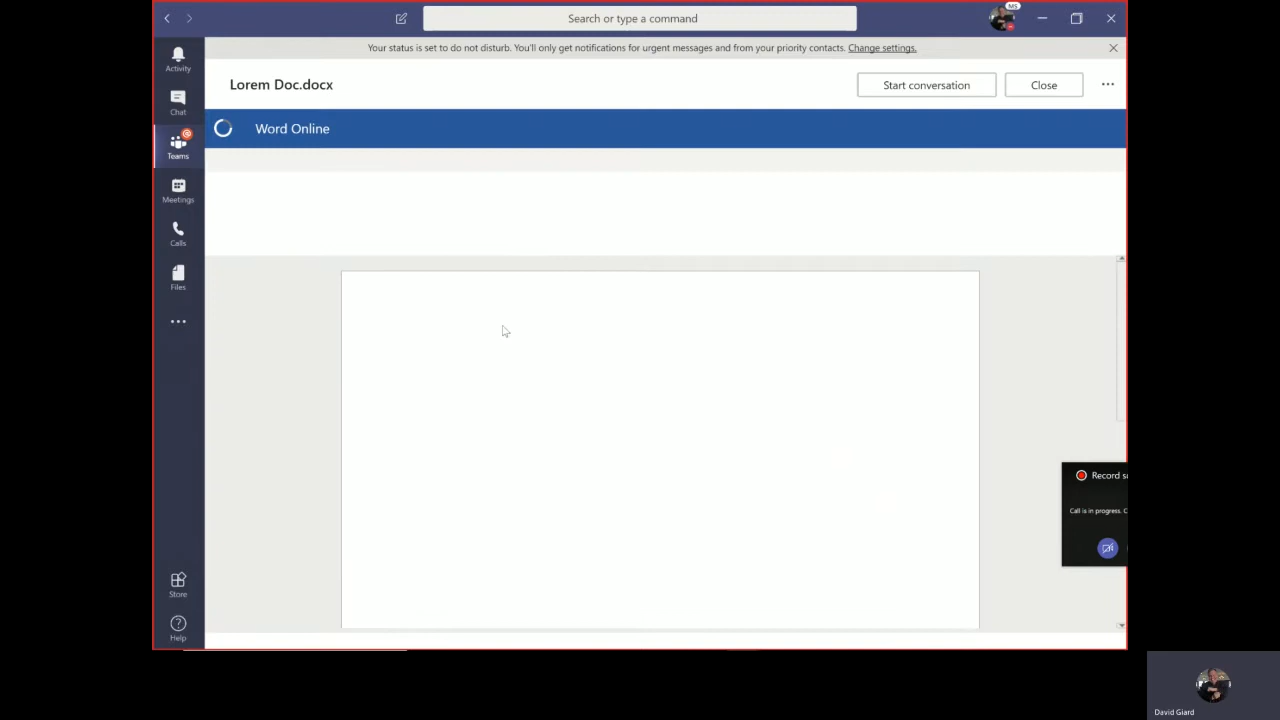 Search or type a command
MS
Your status is set to do not disturb. You'll only get notifications for urgent messages and from your priority contacts. Change settings.
Activity
Lorem Doc.docx
Start conversation
Close
Chat
Word Online
Teams
Meetings
Calls
Files
Record
Call is in progress.
Store
Help
David Giard